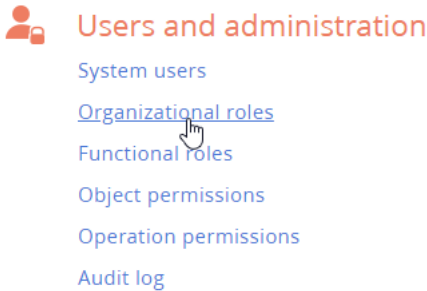 Users and administration
System users
Organizational roles
Functional roles
Object permissions
Operation permissions
Audit log